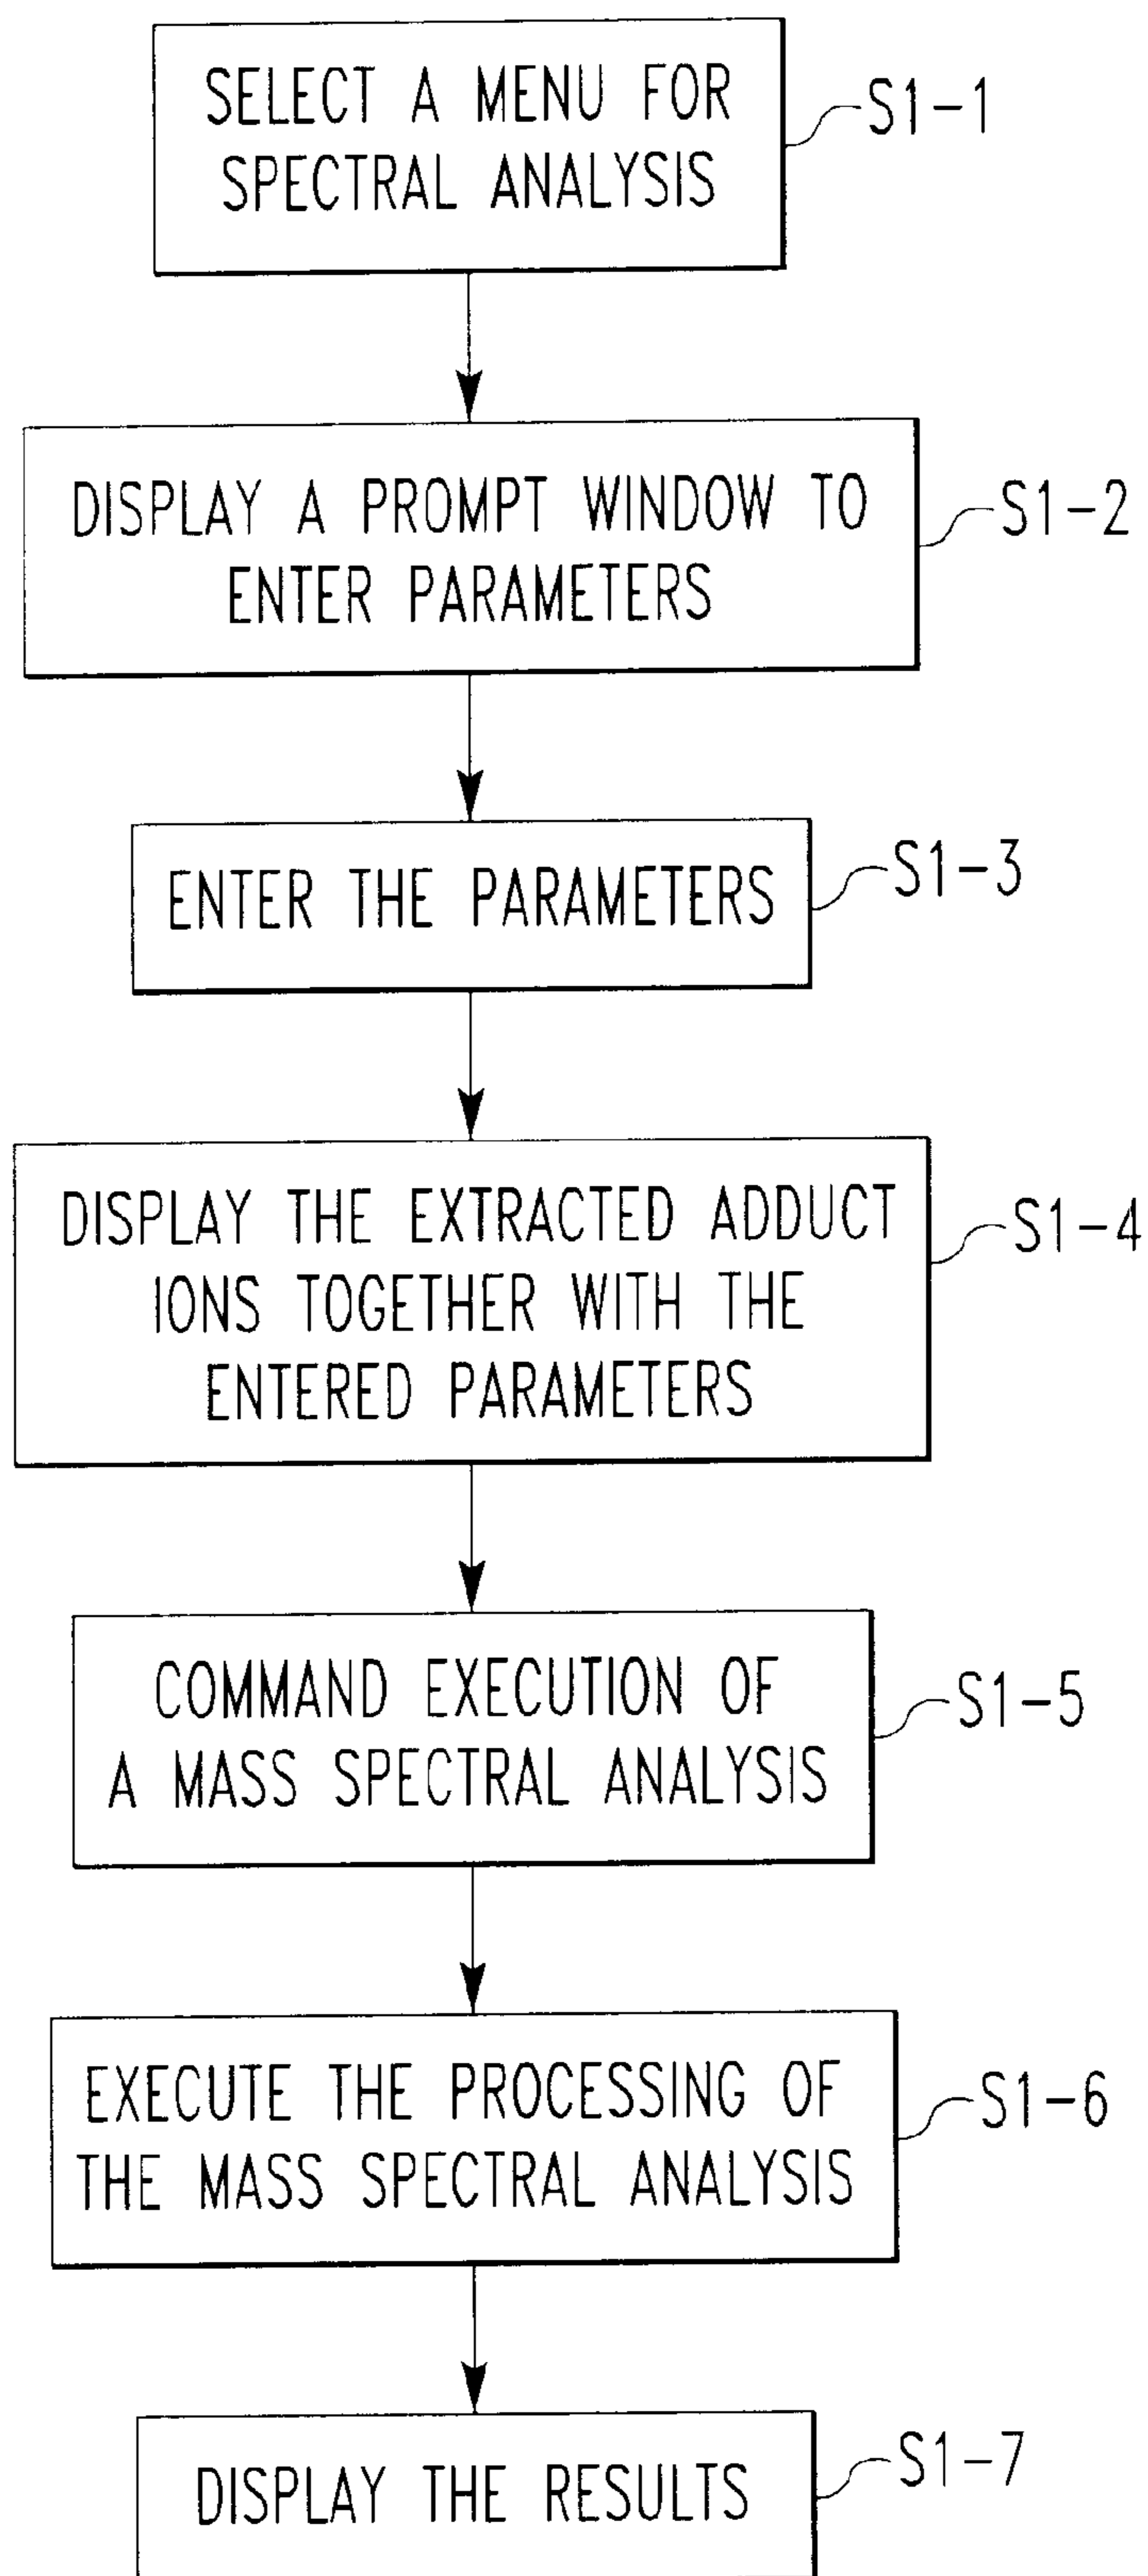 SELECT A MENU FOR
SPECTRAL ANALYSIS
S1-1
DISPLAY A PROMPT WINDOW TO
ENTER PARAMETERS
S1-2
ENTER THE PARAMETERS
S1-3
DISPLAY THE EXTRACTED ADDUCT
IONS TOGETHER WITH THE
ENTERED PARAMETERS
S1-4
COMMAND EXECUTION OF
A MASS SPECTRAL ANALYSIS
S1-5
EXECUTE THE PROCESSING OF
THE MASS SPECTRAL ANALYSIS
S1-6
DISPLAY THE RESULTS
S1-7